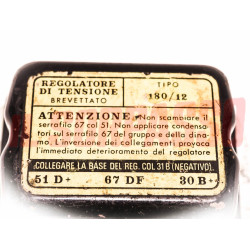 REGOLATORE
DI TENSIONE
BREVETTATO
TIPO
180/12
ATTENZIONE • Non scambiare il
serrafilo 67 col 51. Non applicare condensa-
tori sul serrafilo 67 del gruppo e della dina-
mo. L'inversione dei collegamenti provoca
l'immediato deterioramento del regolatore
COLLEGARE LA BASE DEL REG. COL 31B (NEGATIVO).
51 D+ 67 DF 30 B+